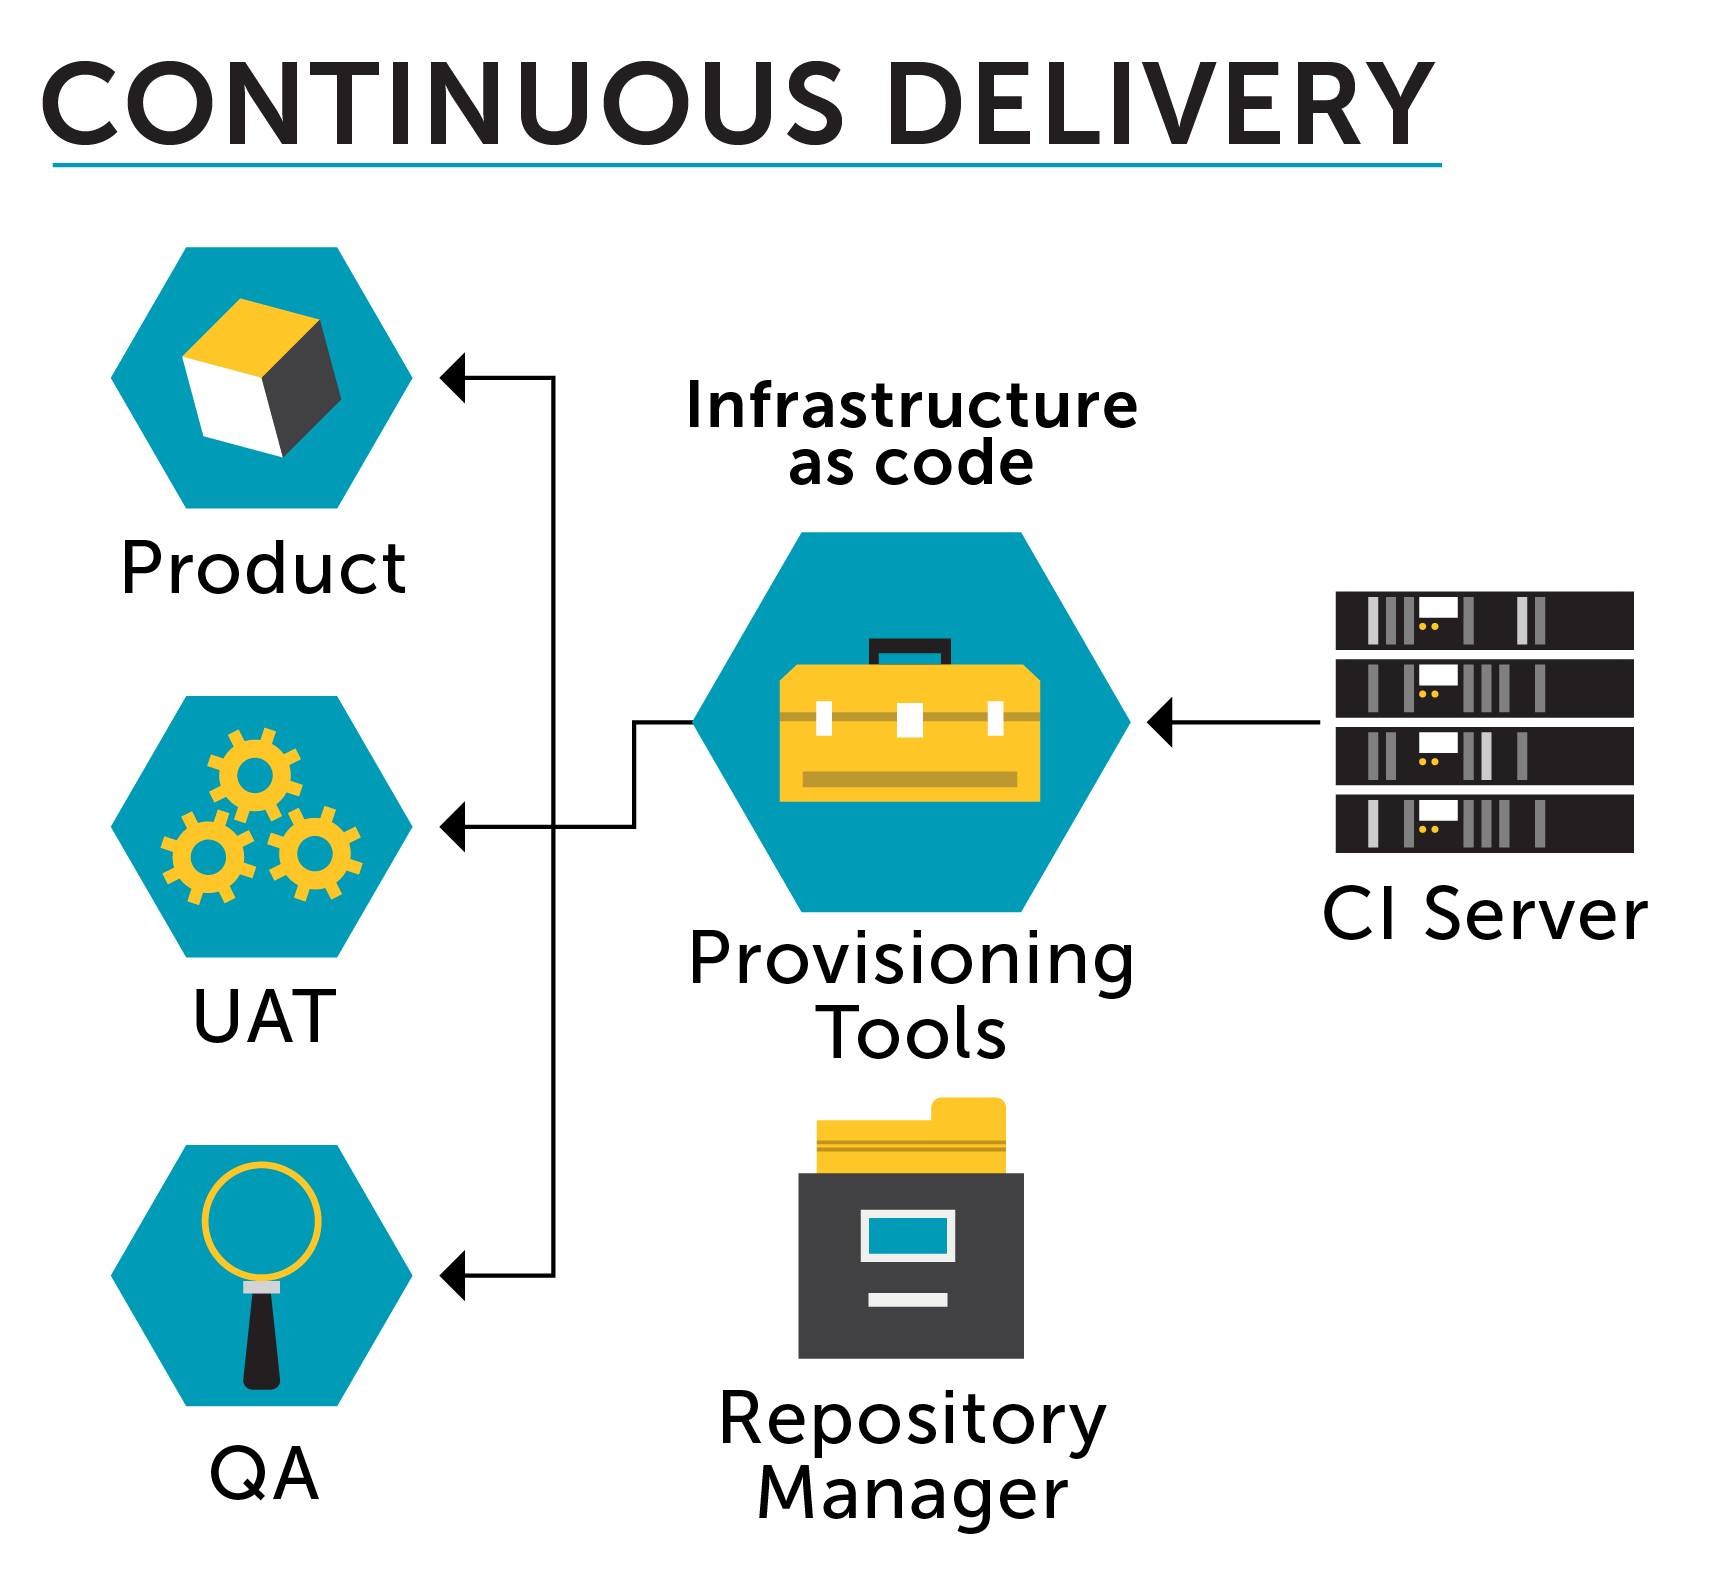 CONTINUOUS DELIVERY
Product
Infrastructure
as code
UAT
Provisioning
Tools
CI Server
QA
Repository
Manager